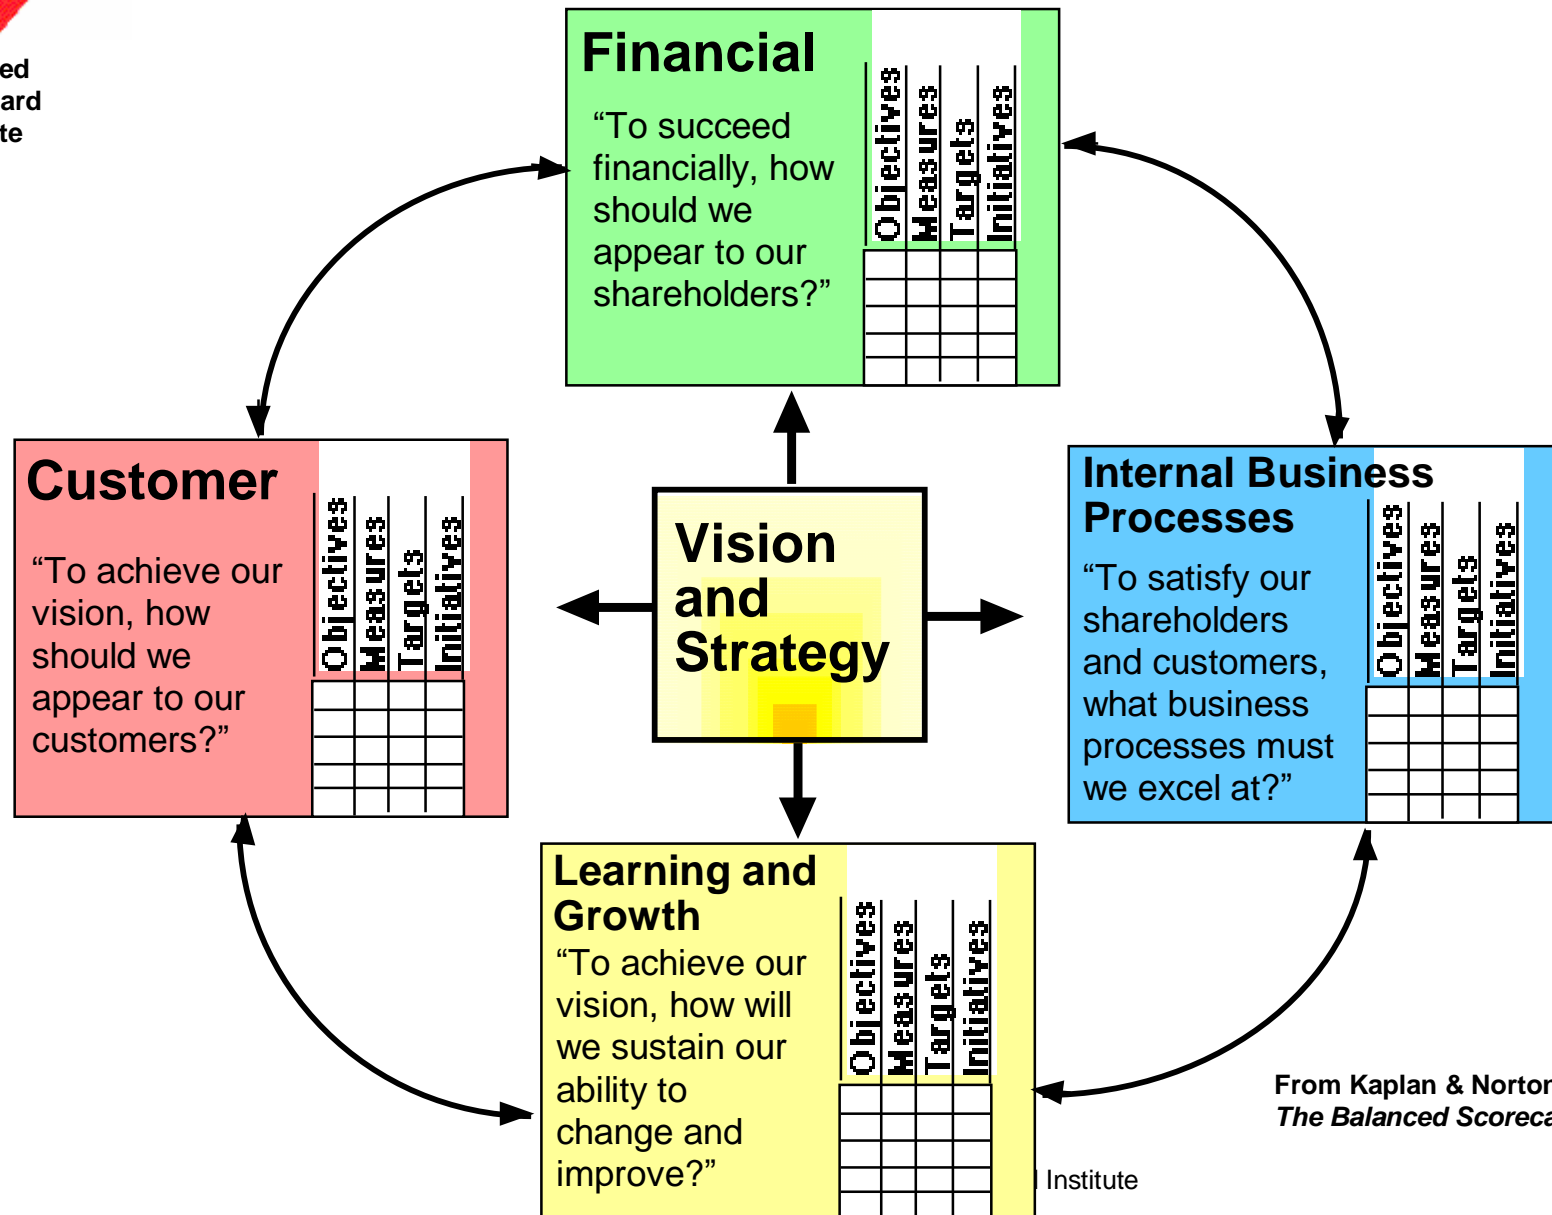 ed
ard
te
Financial
“To succeed
financially, how
should we
appear to our
shareholders?”
Objectives
Measures
Targets
Initiatives
Customer
“To achieve our
vision, how
should we
appear to our
customers?”
Objectives
Measures
Targets
Initiatives
Vision
and
Strategy
Internal Business
Processes
“To satisfy our
shareholders
and customers,
what business
processes must
we excel at?”
Objectives
Measures
Targets
Initiatives
Learning and
Growth
“To achieve our
vision, how will
we sustain our
ability to
change and
improve?”
Objectives
Measures
Targets
Initiatives
From Kaplan & Norton
The Balanced Scoreca
Institute